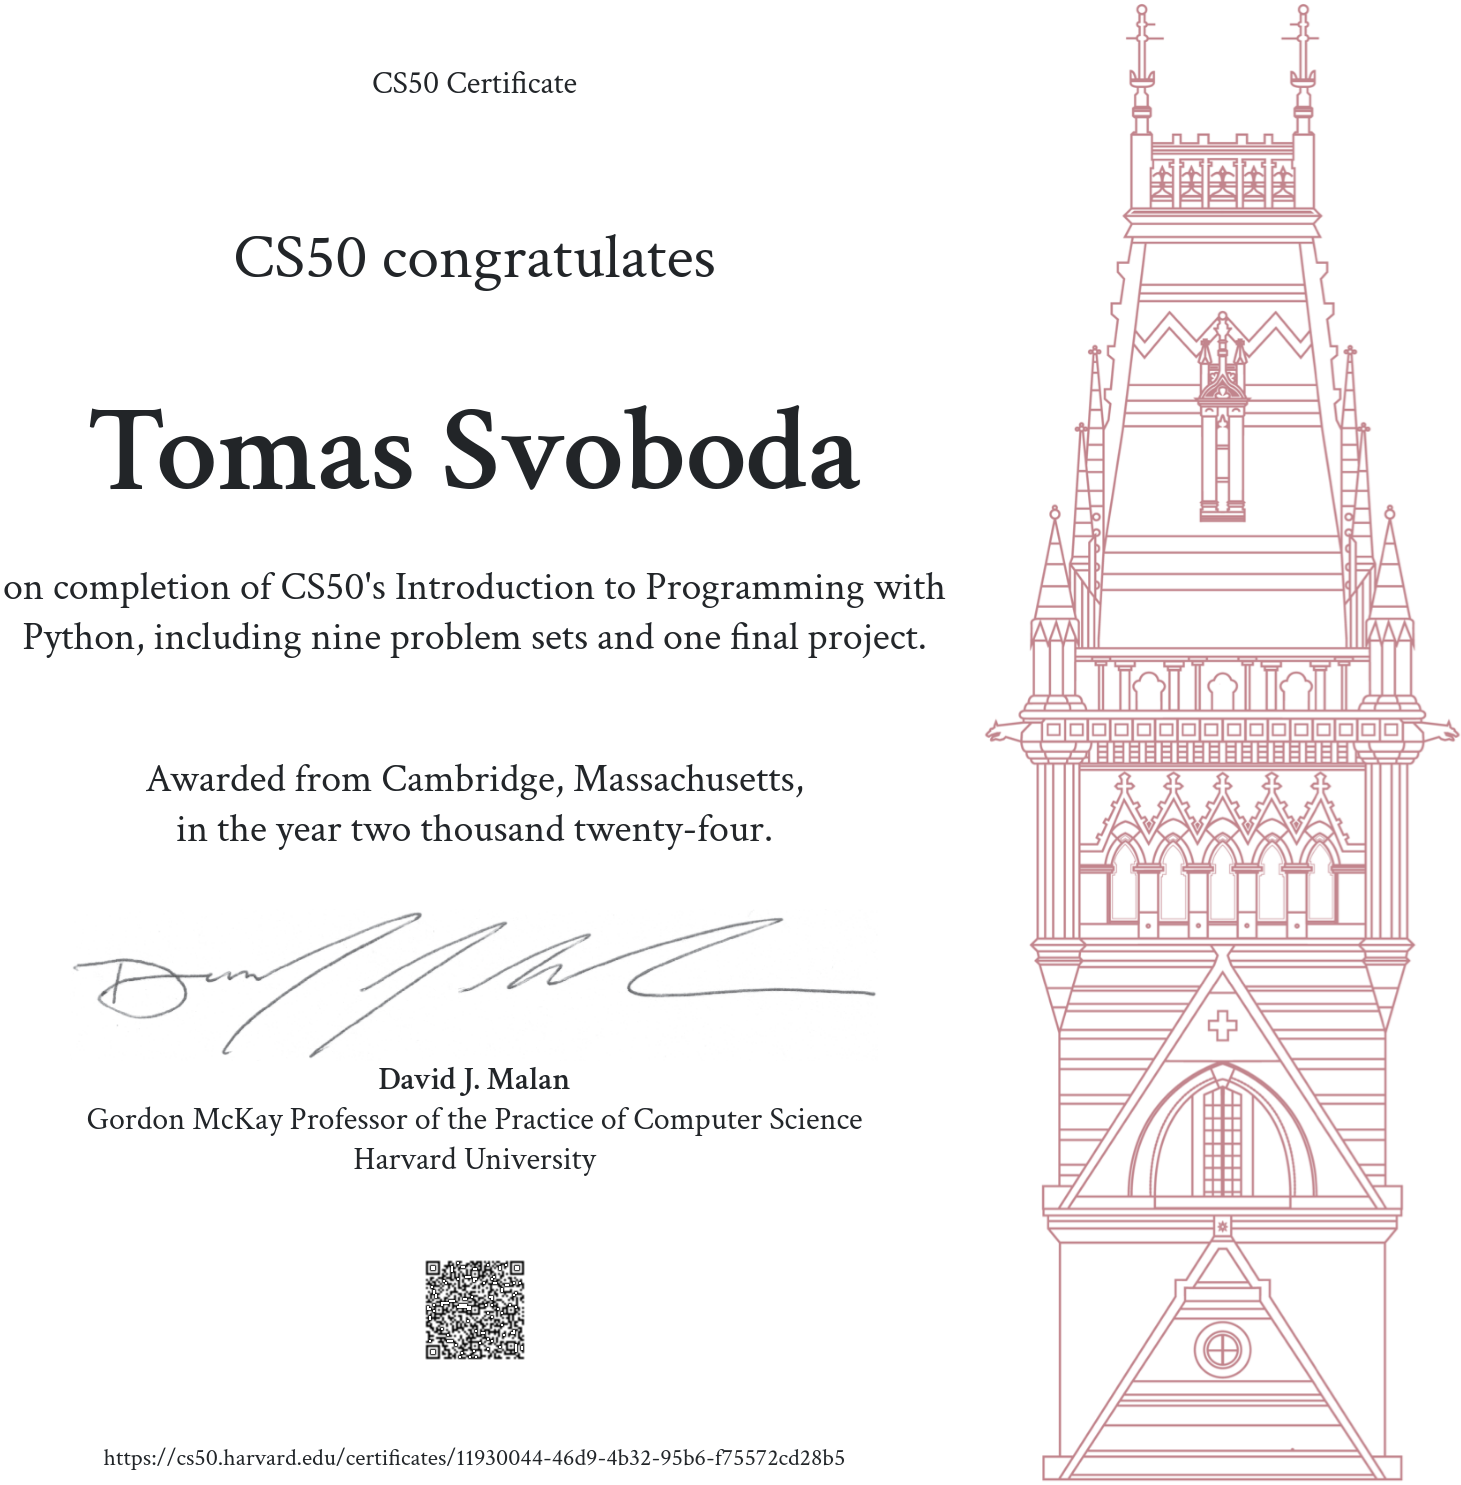 CS50 Certificate
CS50 congratulates
Tomas Svoboda
on completion of CS50's Introduction to Programming with
Python, including nine problem sets and one final project.
Awarded from Cambridge, Massachusetts,
in the year two thousand twenty-four.
David J. Malan
Gordon McKay Professor of the Practice of Computer Science
Harvard University
https://cs50.harvard.edu/certificates/11930044-46d9-4b32-95b6-f75572cd28b5